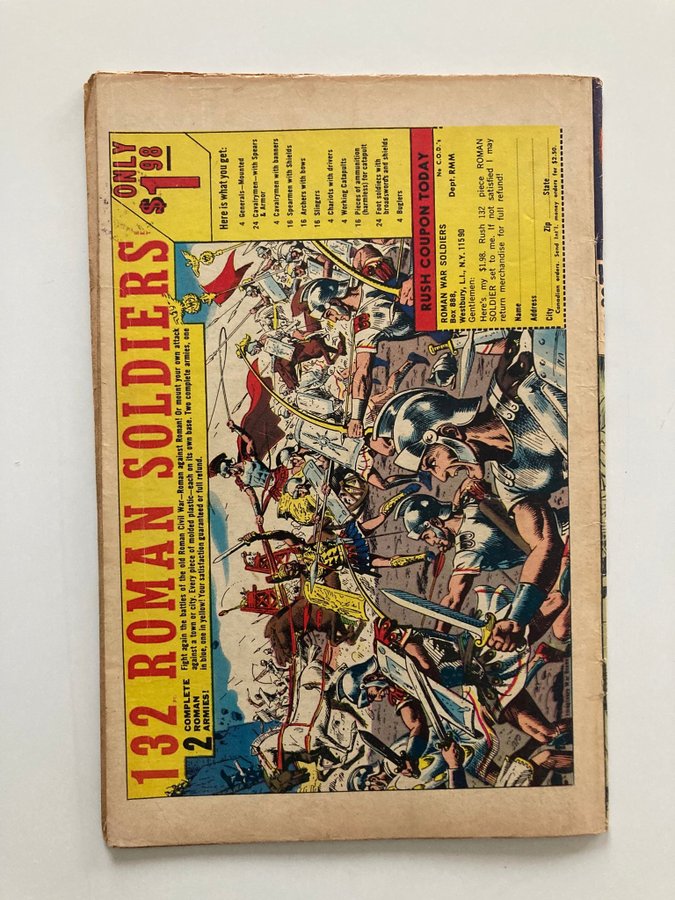 132 ROMAN SOLDIERS!
ONLY
$1.98
2 COMPLETE
ROMAN
ARMIES!
Fight again the battles of the old Roman Civil War—Roman against Roman! Or mount your own attack
against a town or city. Every piece of molded plastic—each on its own base. Two complete armies, one
in blue, one in yellow! Your satisfaction guaranteed or full refund.
Here is what you get:
4 Generals—Mounted
24 Cavalrymen—with Spears
& Armor
4 Cavalrymen with banners
16 Spearmen with Shields
16 Archers with bows
16 Slingers
4 Chariots with drivers
4 Working Catapults
16 Pieces of ammunition
(harmless) for catapult
24 Foot soldiers with
broadswords and shields
4 Buglers
RUSH COUPON TODAY
No C.O.D.'s
ROMAN WAR SOLDIERS
Box 888, Dept. RMM
Westbury, L.I., N.Y. 11590
Gentlemen:
Here's my $1.98. Rush 132 piece ROMAN
SOLDIER set to me. If not satisfied I may
return merchandise for full refund!
Name
Address
City Zip State
Canadian orders. Send Int'l. money orders for $2.50.